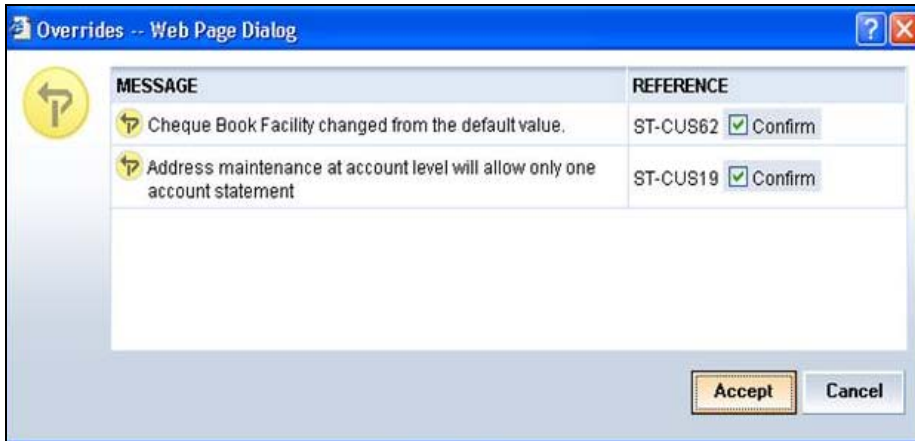 Overrides -- Web Page Dialog
MESSAGE REFERENCE
Cheque Book Facility changed from the default value. ST-CUS62 Confirm
Address maintenance at account level will allow only one
account statement ST-CUS19 Confirm
Accept Cancel